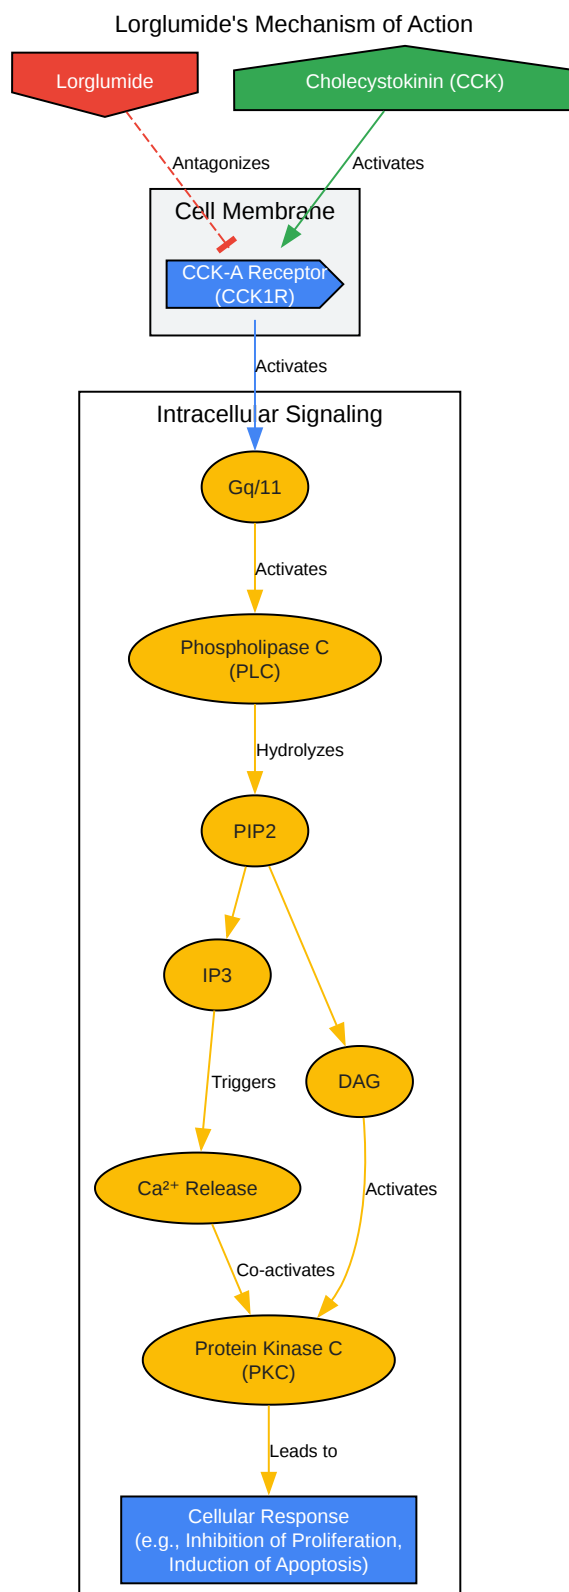 Lorglumide's Mechanism of Action
Lorglumide
Cholecystokinin (CCK)
Antagonizes
Activates
Cell Membrane
CCK-A Receptor
(CCK1R)
Activates
Intracellular Signaling
Gq/11
Activates
Phospholipase C
(PLC)
Hydrolyzes
PIP2
IP3
DAG
Triggers
Ca²⁺ Release
Activates
Co-activates
Protein Kinase C
(PKC)
Leads to
Cellular Response
(e.g., Inhibition of Proliferation,
Induction of Apoptosis)